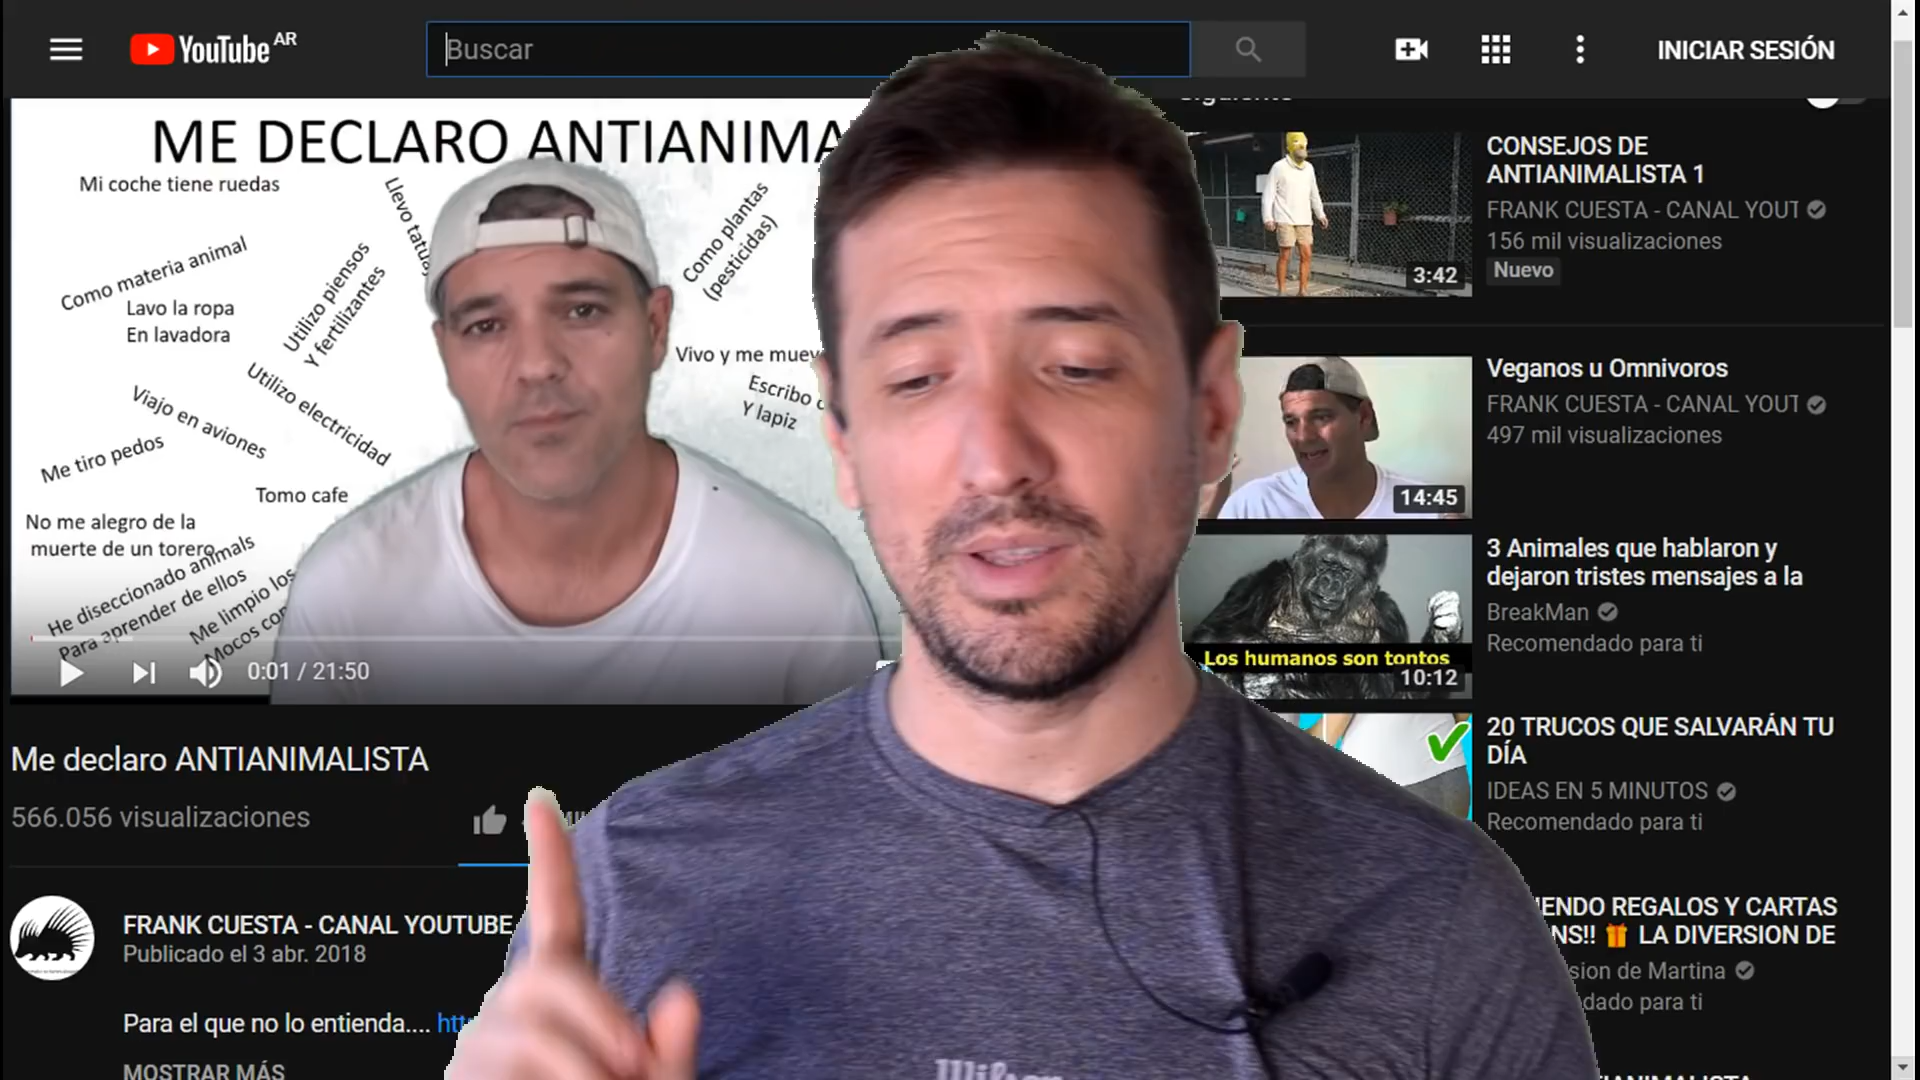 YouTube AR
Buscar
INICIAR SESIÓN
ME DECLARO ANTIANIMA
Mi coche tiene ruedas
Llevo
Como plantas
(pesticidas)
Como materia animal
Lavo la ropa
En lavadora
Utilizo piensos
Y fertilizantes
Utilizo electricidad
Vivo y me muev
Escribo
Y lapiz
Viajo en aviones
Me tiro pedos
Tomo cafe
No me alegro de la
muerte de un torero
He diseccionado animals
Para aprender de ellos
Me limpio los
Mocos con
0:01 / 21:50
Me declaro ANTIANIMALISTA
566.056 visualizaciones
FRANK CUESTA - CANAL YOUTUBE
Publicado el 3 abr. 2018
Para el que no lo entienda....
MOSTRAR MÁS
Siguiente
3:42
CONSEJOS DE
ANTIANIMALISTA 1
FRANK CUESTA - CANAL YOUT
156 mil visualizaciones
Nuevo
14:45
Veganos u Omnivoros
FRANK CUESTA - CANAL YOUT
497 mil visualizaciones
Los humanos son tontos
10:12
3 Animales que hablaron y
dejaron tristes mensajes a la
BreakMan
Recomendado para ti
20 TRUCOS QUE SALVARÁN TU
DÍA
IDEAS EN 5 MINUTOS
Recomendado para ti
IENDO REGALOS Y CARTAS
NS!! 🎁 LA DIVERSION DE
sion de Martina
dado para ti
Wilson